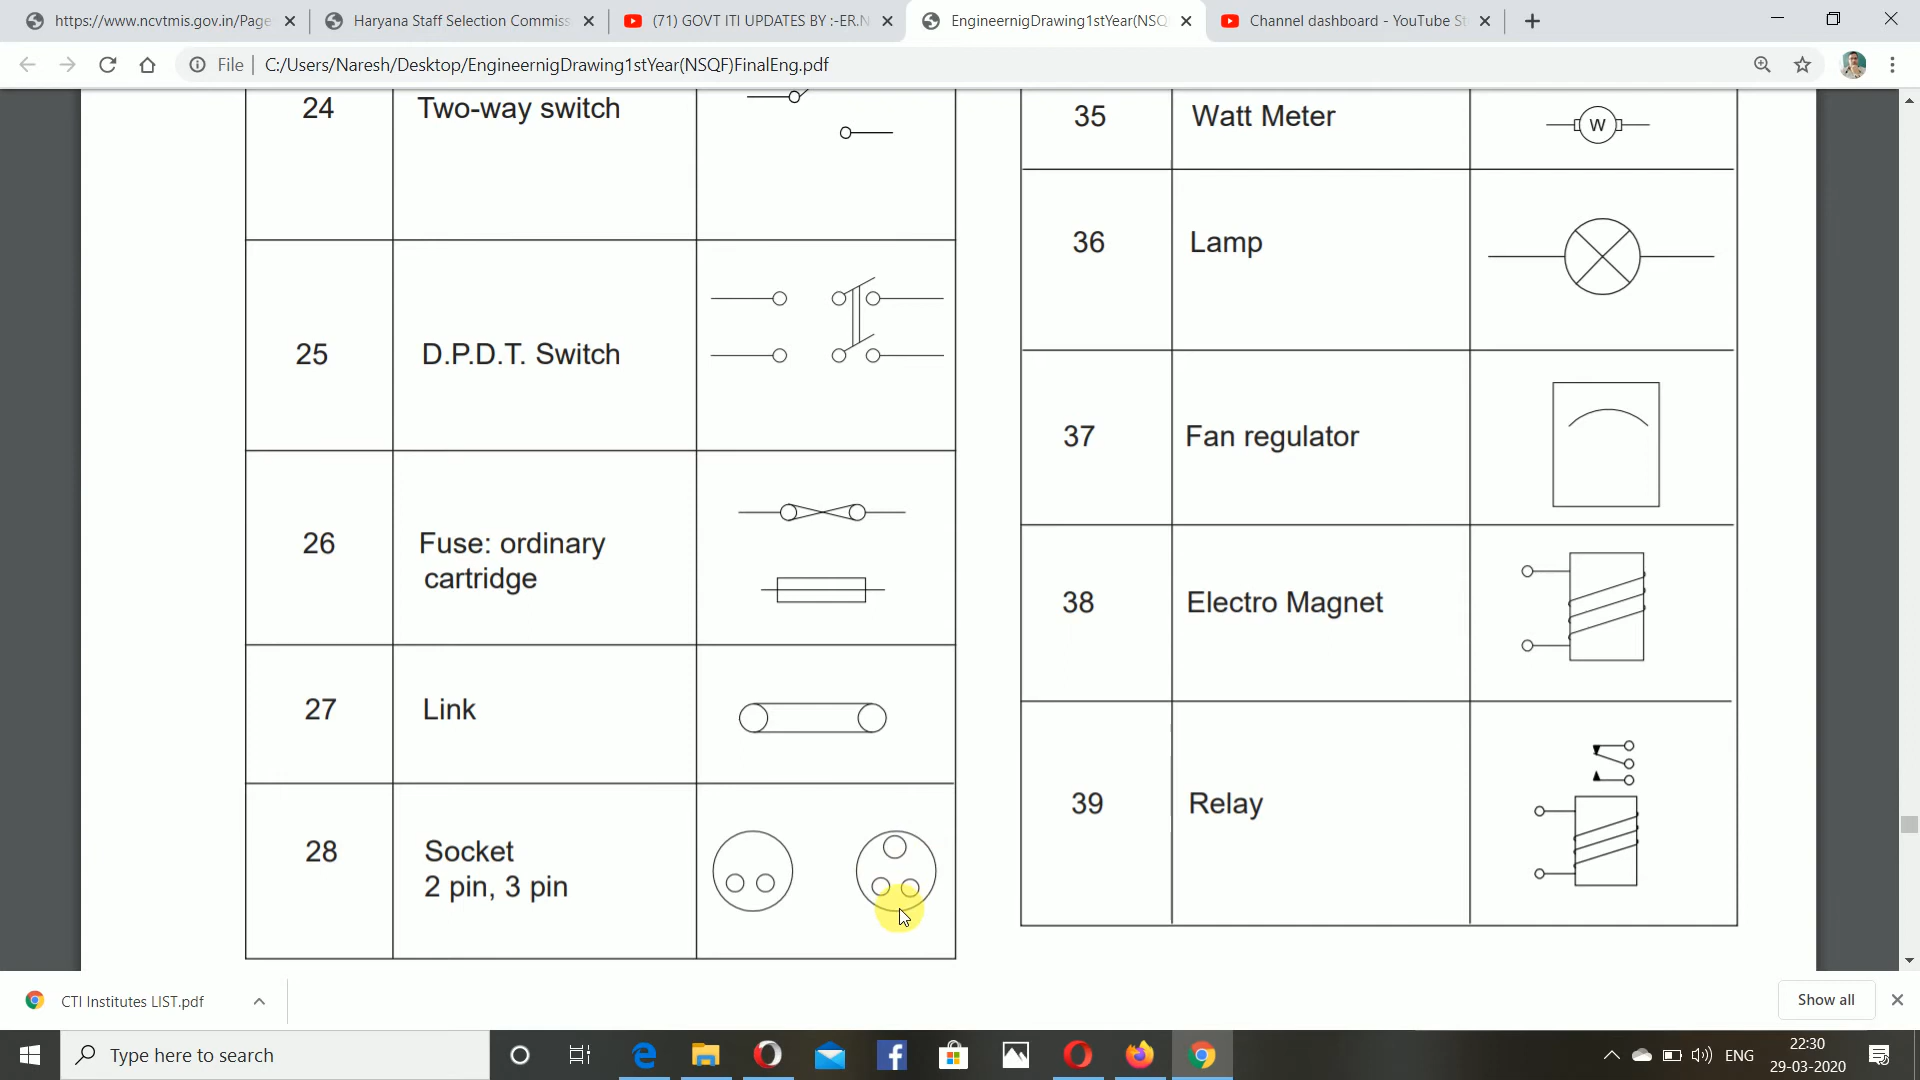 https://www.ncvtmis.gov.in/Page
Haryana Staff Selection Commiss
(71) GOVT ITI UPDATES BY :-ER.N
EngineernigDrawing1stYear(NSQ
Channel dashboard - YouTube St
File
C:/Users/Naresh/Desktop/EngineernigDrawing1stYear(NSQF)FinalEng.pdf
24 Two-way switch
25 D.P.D.T. Switch
26 Fuse: ordinary
cartridge
27 Link
28 Socket
2 pin, 3 pin
35 Watt Meter W
36 Lamp
37 Fan regulator
38 Electro Magnet
39 Relay
CTI Institutes LIST.pdf
Show all
Type here to search
ENG
22:30
29-03-2020